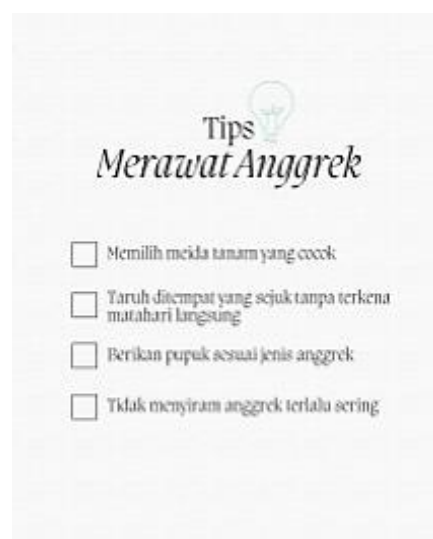 Tips
Merawat Anggrek
Memilih meida tanam yang cocok
Taruh ditempat yang sejuk tanpa terkena
matahari langsung
Berikan pupuk sesuai jenis anggrek
Tidak menyiram anggrek terlalu sering